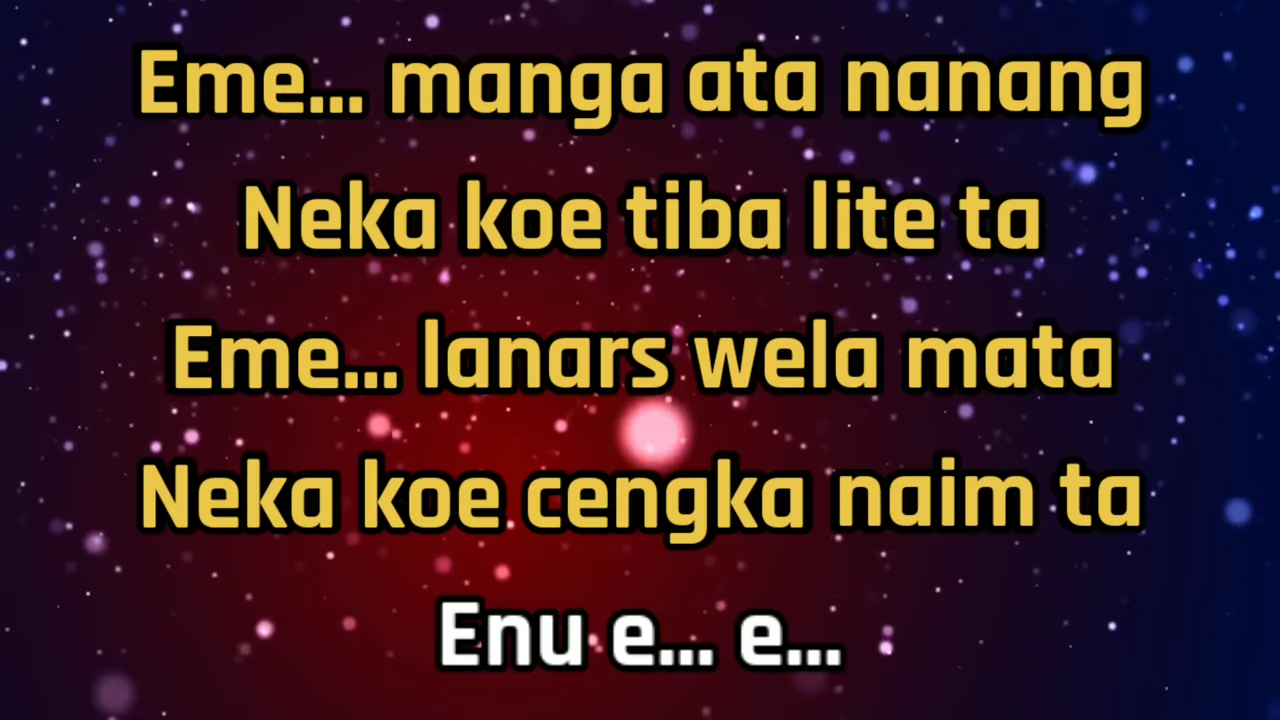 Eme... manga ata nanang
Neka koe tiba lite ta
Eme... lanars wela mata
Neka koe cengka naim ta
Enu e... e...